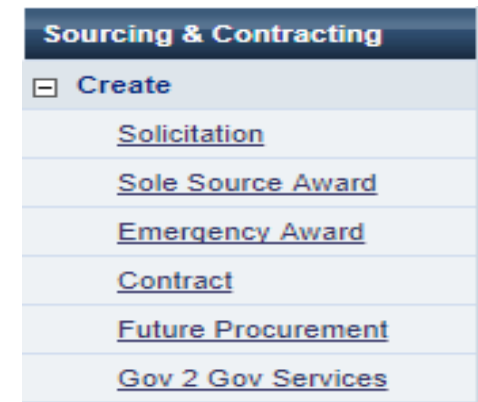 Sourcing & Contracting
Create
Solicitation
Sole Source Award
Emergency Award
Contract
Future Procurement
Gov 2 Gov Services